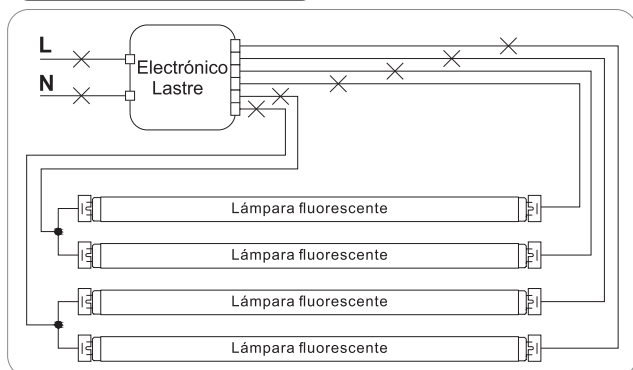 L
N
Electrónico
Lastre
Lámpara fluorescente
Lámpara fluorescente
Lámpara fluorescente
Lámpara fluorescente